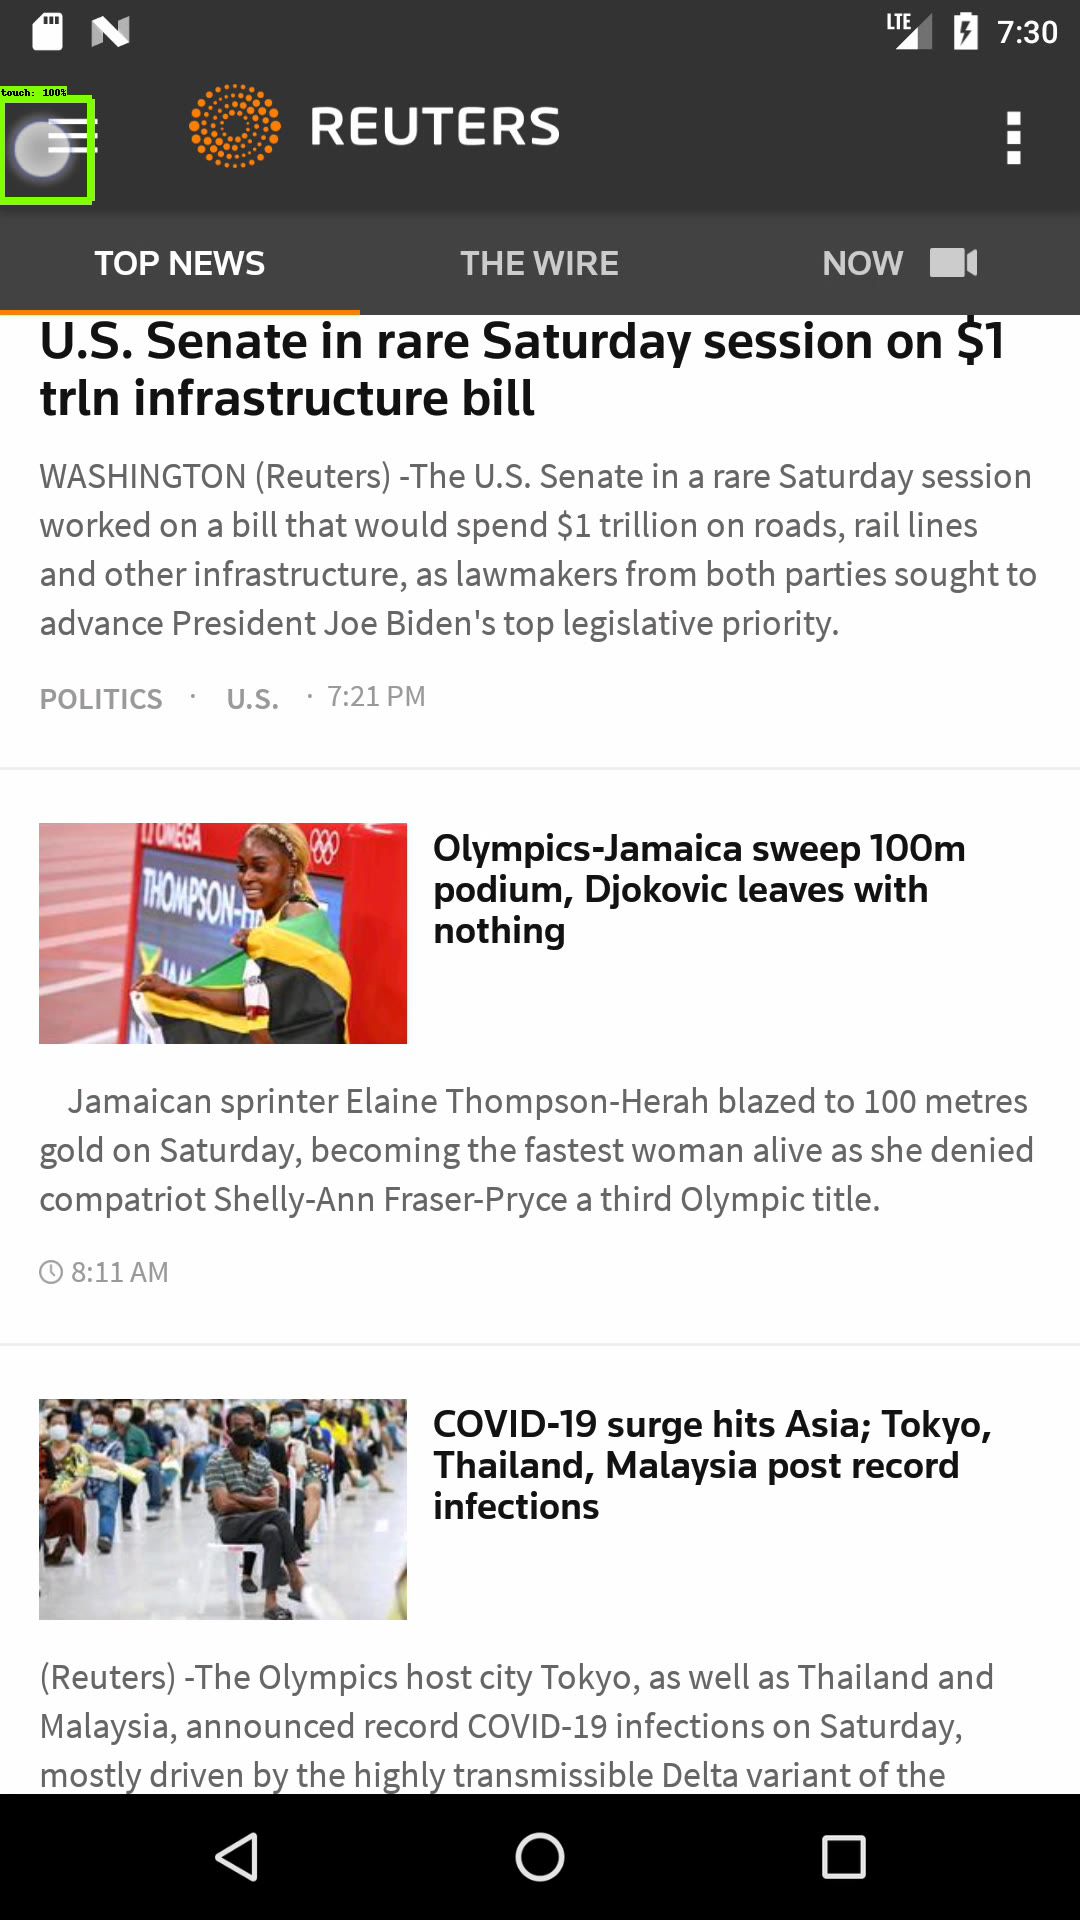 LTE 7:30
touch: 100%
REUTERS
TOP NEWS THE WIRE NOW
U.S. Senate in rare Saturday session on $1
trln infrastructure bill
WASHINGTON (Reuters) -The U.S. Senate in a rare Saturday session
worked on a bill that would spend $1 trillion on roads, rail lines
and other infrastructure, as lawmakers from both parties sought to
advance President Joe Biden's top legislative priority.
POLITICS · U.S. · 7:21 PM
OMEGA
THOMPSON-H
JAM
Olympics-Jamaica sweep 100m
podium, Djokovic leaves with
nothing
Jamaican sprinter Elaine Thompson-Herah blazed to 100 metres
gold on Saturday, becoming the fastest woman alive as she denied
compatriot Shelly-Ann Fraser-Pryce a third Olympic title.
8:11 AM
COVID-19 surge hits Asia; Tokyo,
Thailand, Malaysia post record
infections
(Reuters) -The Olympics host city Tokyo, as well as Thailand and
Malaysia, announced record COVID-19 infections on Saturday,
mostly driven by the highly transmissible Delta variant of the